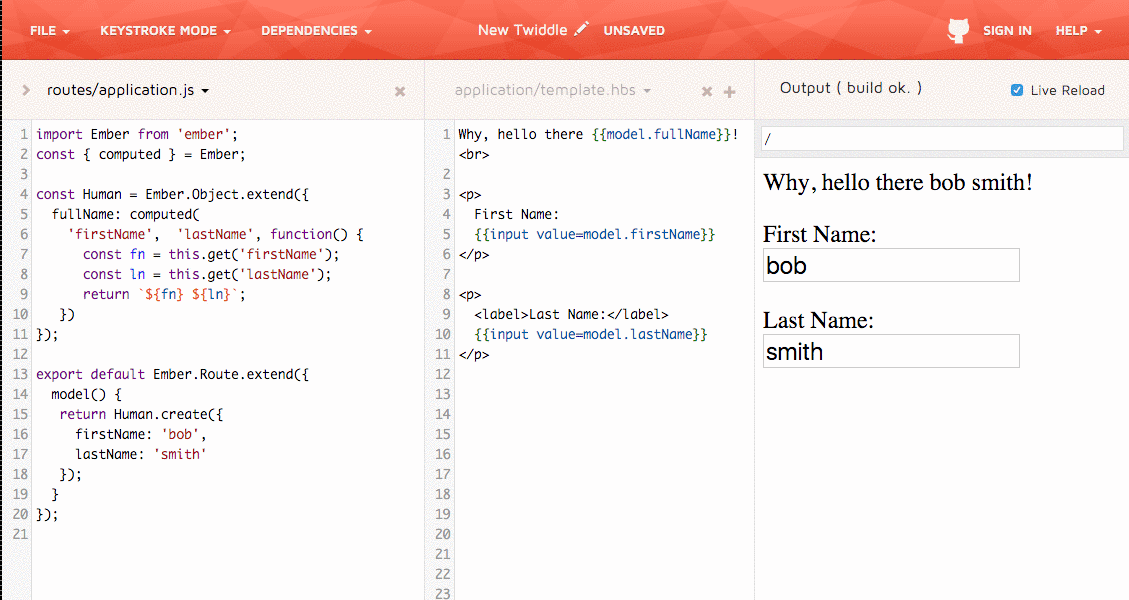 FILE KEYSTROKE MODE DEPENDENCIES New Twiddle UNSAVED SIGN IN HELP
routes/application.js
1 import Ember from 'ember';
2 const { computed } = Ember;
3
4 const Human = Ember.Object.extend({
5 fullName: computed(
6 'firstName', 'lastName', function() {
7 const fn = this.get('firstName');
8 const ln = this.get('lastName');
9 return `${fn} ${ln}`;
10 })
11 });
12
13 export default Ember.Route.extend({
14 model() {
15 return Human.create({
16 firstName: 'bob',
17 lastName: 'smith'
18 });
19 }
20 });
21
application/template.hbs
1 Why, hello there {{model.fullName}}!
<br>
2
3 <p>
4 First Name:
5 {{input value=model.firstName}}
6 </p>
7
8 <p>
9 <label>Last Name:</label>
10 {{input value=model.lastName}}
11 </p>
12
13
14
15
16
17
18
19
20
21
22
23
Output ( build ok. ) Live Reload
/
Why, hello there bob smith!
First Name:
bob
Last Name:
smith